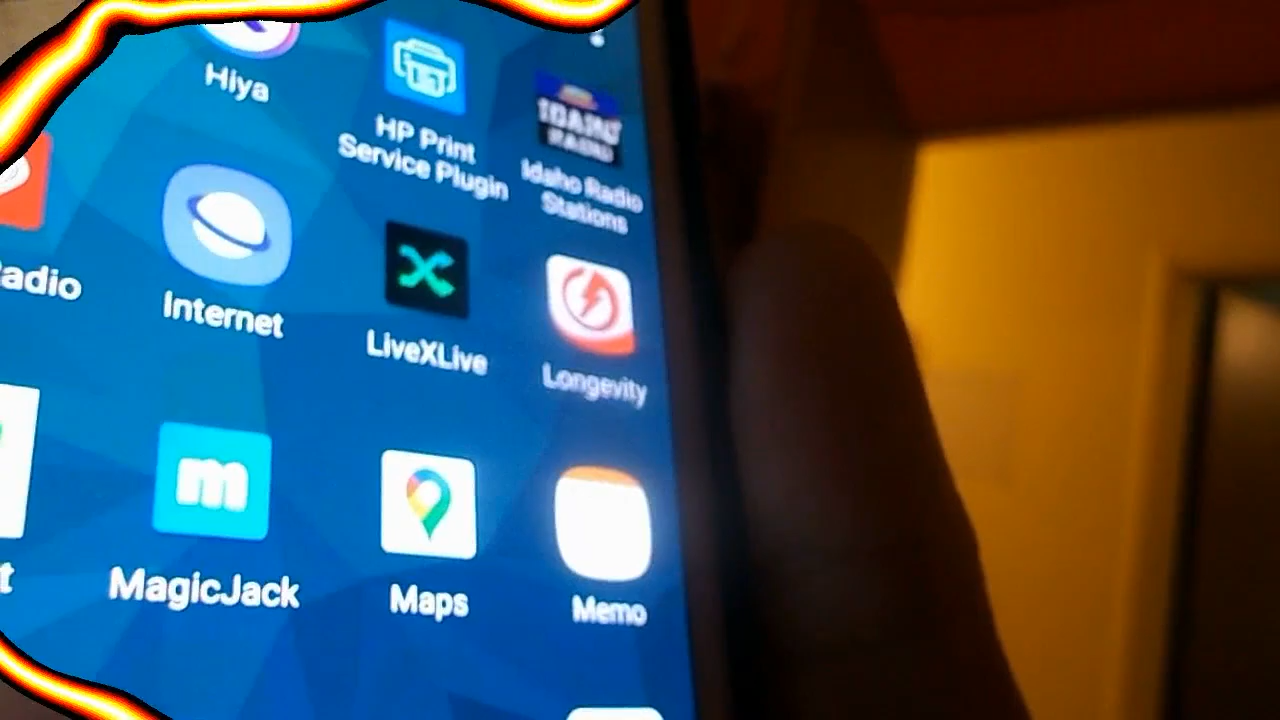 Hiya
HP Print
Service Plugin
IDAHO
RADIO
Idaho Radio
Stations
adio
Internet
LiveXLive
Longevity
t
m
MagicJack
Maps
Memo